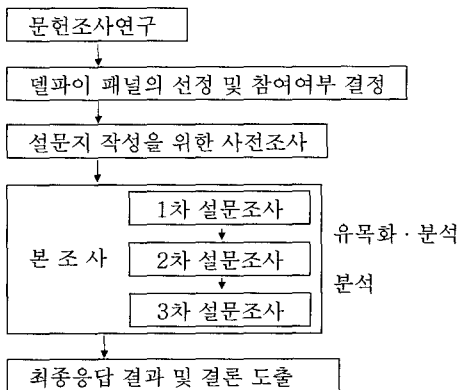 문헌조사연구
델파이 패널의 선정 및 참여여부 결정
설문지 작성을 위한 사전조사
1차 설문조사
유목화 · 분석
본 조 사
2차 설문조사
분석
3차 설문조사
최종응답 결과 및 결론 도출